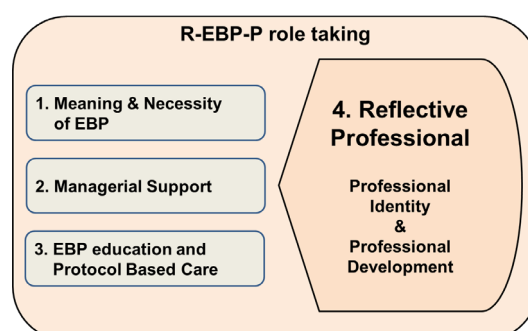 R-EBP-P role taking
1. Meaning & Necessity
of EBP
2. Managerial Support
3. EBP education and
Protocol Based Care
4. Reflective
Professional
Professional
Identity
&
Professional
Development